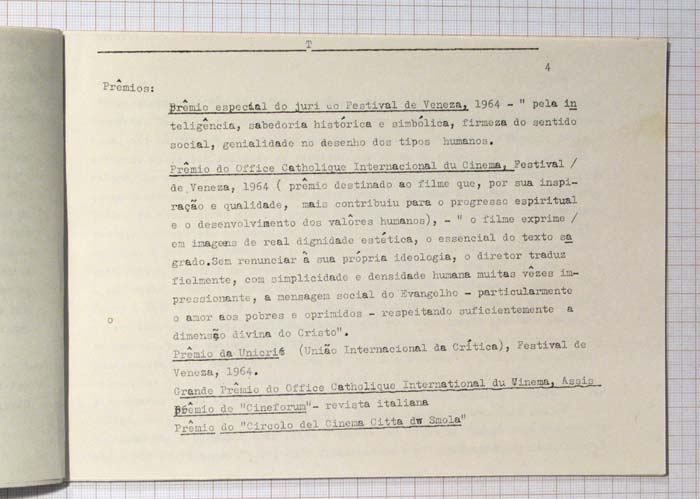 T
4
Prêmios:
Prêmio especial do juri do Festival de Veneza, 1964 - " pela in
teligência, sabedoria histórica e simbólica, firmeza do sentido
social, genialidade no desenho dos tipos humanos.
Prêmio do Office Catholique Internacional du Cinema, Festival /
de Veneza, 1964 ( prêmio destinado ao filme que, por sua inspi-
ração e qualidade, mais contribuiu para o progresso espiritual
e o desenvolvimento dos valôres humanos), - " o filme exprime /
em imagens de real dignidade estética, o essencial do texto sa
grado.Sem renunciar à sua própria ideologia, o diretor traduz
fielmente, com simplicidade e densidade humana muitas vêzes im-
pressionante, a mensagem social do Evangelho - particularmente
o amor aos pobres e oprimidos - respeitando suficientemente a
dimensão divina do Cristo".
Prêmio da Unicri6 (União Internacional da Crítica), Festival de
Veneza, 1964.
Grande Prêmio do Office Catholique International du Vinema, Assis
Prêmio de "Cineforum"- revista italiana
Prêmio do "Circolo del Cinema Citta dw Smola"